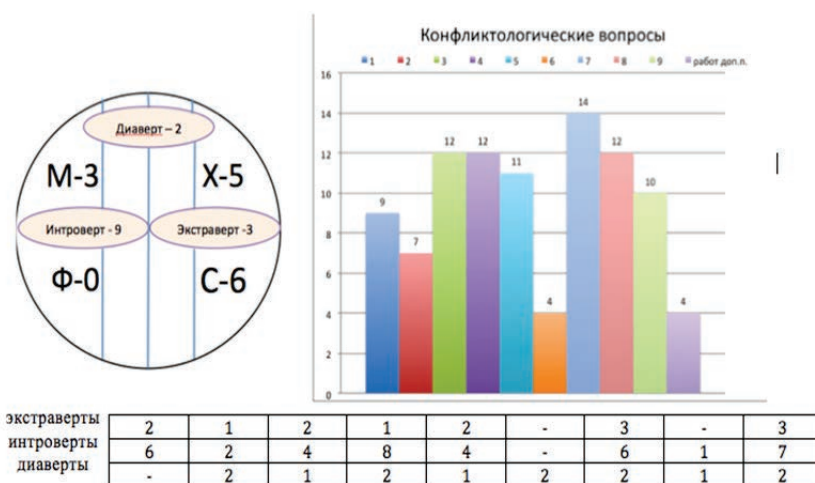 Конфликтологические вопросы
1 2 3 4 5 6 7 8 9 работ доп.п.
16
14
12
10
8
6
4
2
0
9 7 12 12 11 4 14 12 10 4
Диаверт – 2
М-3 Х-5
Интроверт - 9 Экстраверт -3
Ф-0 С-6
экстраверты 2 1 2 1 2 - 3 - 3
интроверты 6 2 4 8 4 - 6 1 7
диаверты - 2 1 2 1 2 2 1 2